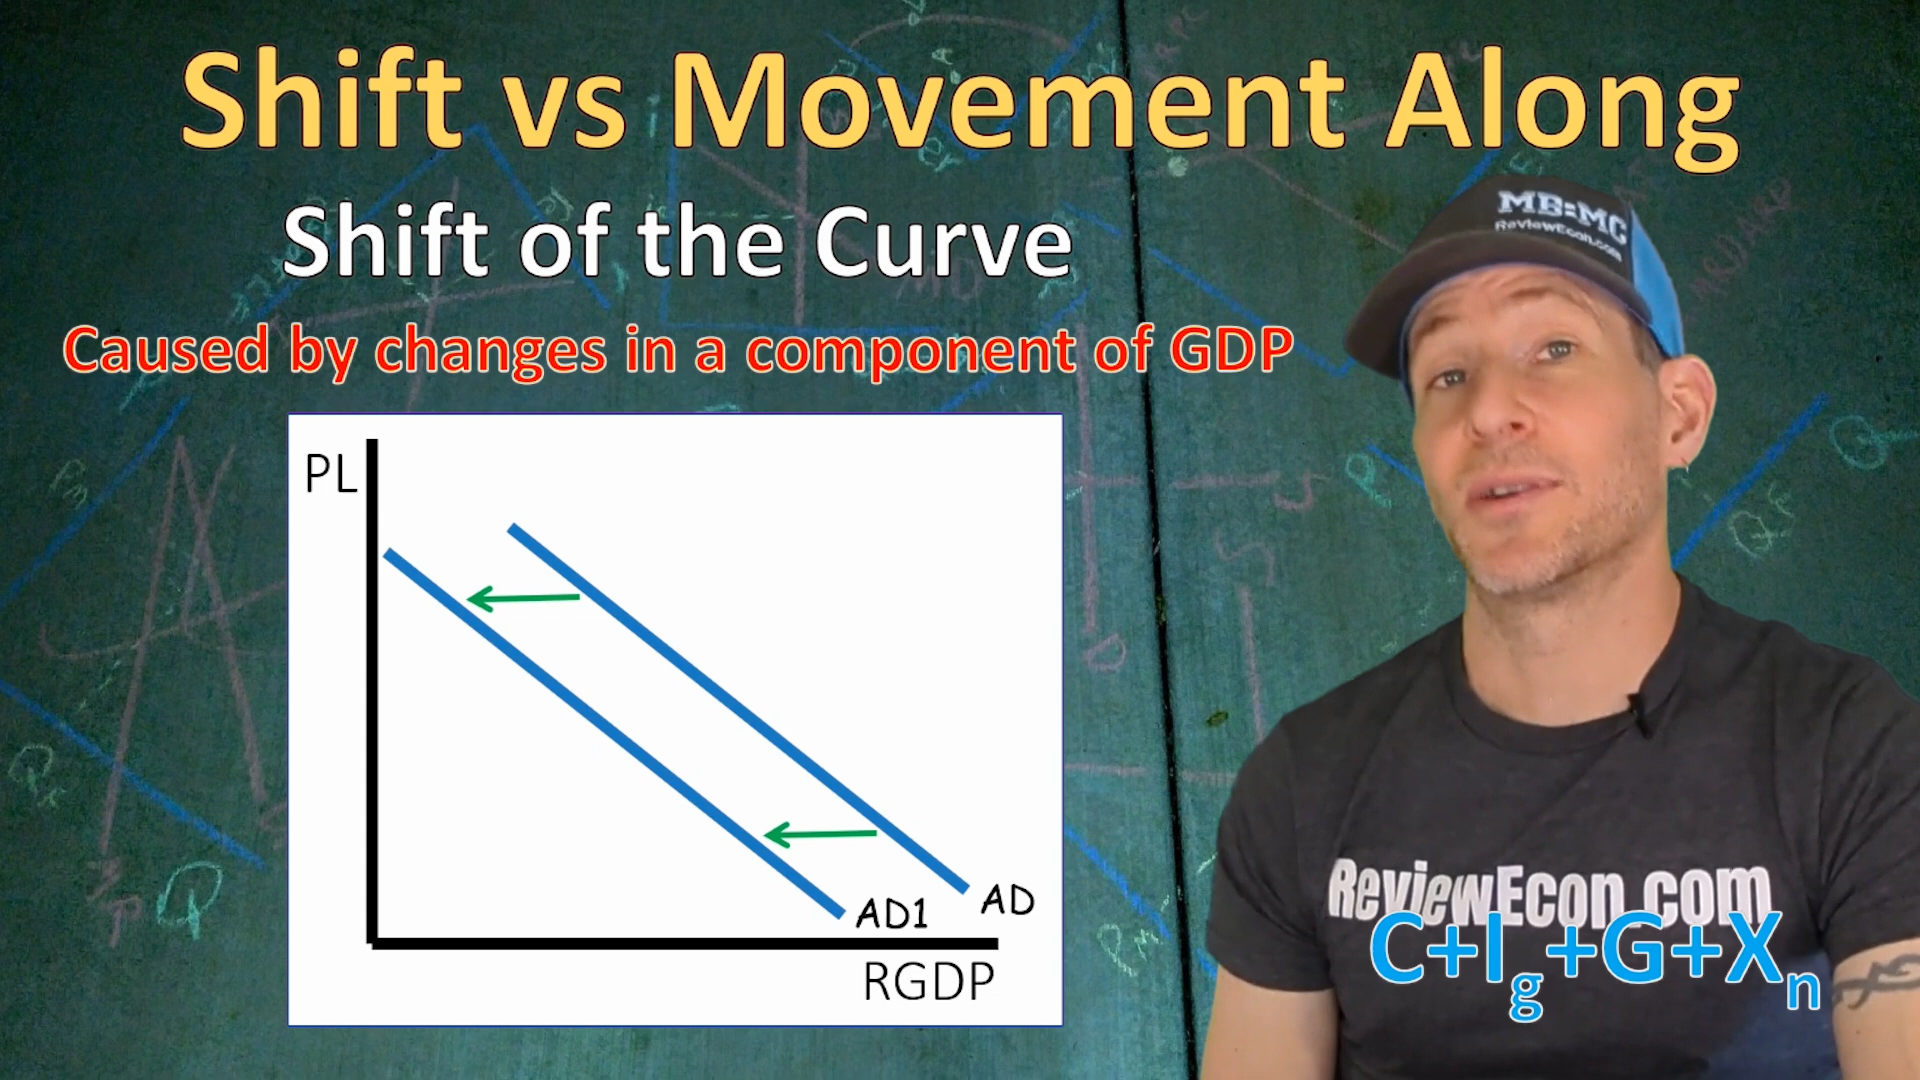 Shift vs Movement Along
Shift of the Curve
Caused by changes in a component of GDP
MB=MC
ReviewEcon.com
PL
AD
AD1
RGDP
ReviewEcon.com
C+Ig+G+Xn
P
Q
D
S